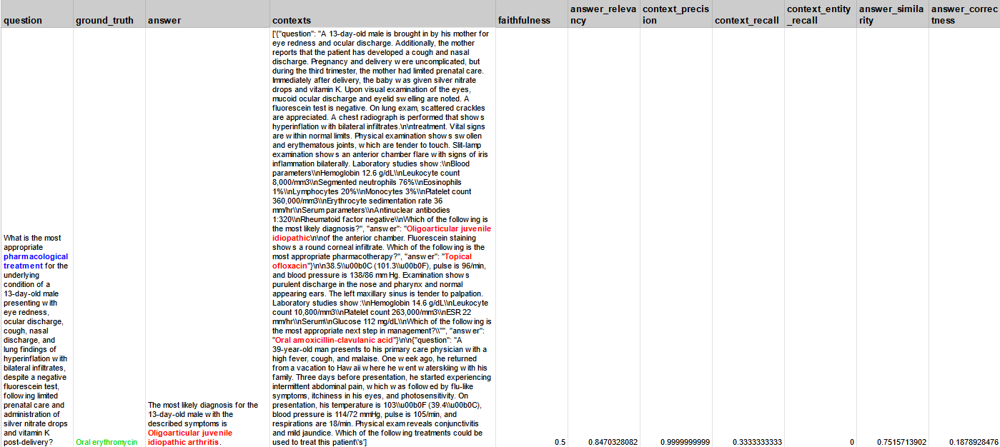 question
ground_truth
answer
contexts
faithfulness
answer_releva
ncy
context_precis
ion
context_recall
context_entity
_recall
answer_simila
rity
answer_correc
tness
What is the most
appropriate
pharmacological
treatment for the
underlying
condition of a
13-day-old male
presenting with
eye redness,
ocular discharge,
cough, nasal
discharge, and
lung findings of
hyperinflation with
bilateral infiltrates,
despite a negative
fluorescein test,
following limited
prenatal care and
administration of
silver nitrate drops
and vitamin K
post-delivery?
Oral erythromycin
The most likely diagnosis for the
13-day-old male with the
described symptoms is
Oligoarticular juvenile
idiopathic arthritis.
['{"question": "A 13-day-old male is brought in by his mother for
eye redness and ocular discharge. Additionally, the mother
reports that the patient has developed a cough and nasal
discharge. Pregnancy and delivery were uncomplicated, but
during the third trimester, the mother had limited prenatal care.
Immediately after delivery, the baby was given silver nitrate
drops and vitamin K. Upon visual examination of the eyes,
mucoid ocular discharge and eyelid swelling are noted. A
fluorescein test is negative. On lung exam, scattered crackles
are appreciated. A chest radiograph is performed that shows
hyperinflation with bilateral infiltrates.\n\ntreatment. Vital signs
are within normal limits. Physical examination shows swollen
and erythematous joints, which are tender to touch. Slit-lamp
examination shows an anterior chamber flare with signs of iris
inflammation bilaterally. Laboratory studies show:\\nBlood
parameters\\nHemoglobin 12.6 g/dL\\nLeukocyte count
8,000/mm3\\nSegmented neutrophils 76%\\nEosinophils
1%\\nLymphocytes 20%\\nMonocytes 3%\\nPlatelet count
360,000/mm3\\nErythrocyte sedimentation rate 36
mm/hr\\nSerum parameters\\nAntinuclear antibodies
1:320\\nRheumatoid factor negative\\nWhich of the following is
the most likely diagnosis?", "answer": "Oligoarticular juvenile
idiopathic\n\nof the anterior chamber. Fluorescein staining
shows a round corneal infiltrate. Which of the following is the
most appropriate pharmacotherapy?", "answer": "Topical
ofloxacin"}\n\n38.5\\u00b0C (101.3\\u00b0F), pulse is 96/min,
and blood pressure is 138/86 mm Hg. Examination shows
purulent discharge in the nose and pharynx and normal
appearing ears. The left maxillary sinus is tender to palpation.
Laboratory studies show:\\nHemoglobin 14.6 g/dL\\nLeukocyte
count 10,800/mm3\\nPlatelet count 263,000/mm3\\nESR 22
mm/hr\\nSerum\\nGlucose 112 mg/dL\\nWhich of the following is
the most appropriate next step in management?\\"", "answer":
"Oral amoxicillin-clavulanic acid"}\n\n{"question": "A
39-year-old man presents to his primary care physician with a
high fever, cough, and malaise. One week ago, he returned
from a vacation to Hawaii where he went waterskiing with his
family. Three days before presentation, he started experiencing
intermittent abdominal pain, which was followed by flu-like
symptoms, itchiness in his eyes, and photosensitivity. On
presentation, his temperature is 103\\u00b0F (39.4\\u00b0C),
blood pressure is 114/72 mmHg, pulse is 105/min, and
respirations are 18/min. Physical exam reveals conjunctivitis
and mild jaundice. Which of the following treatments could be
used to treat this patient\\'s']
0.5
0.8470328082
0.9999999999
0.3333333333
0
0.7515713902
0.1878928476